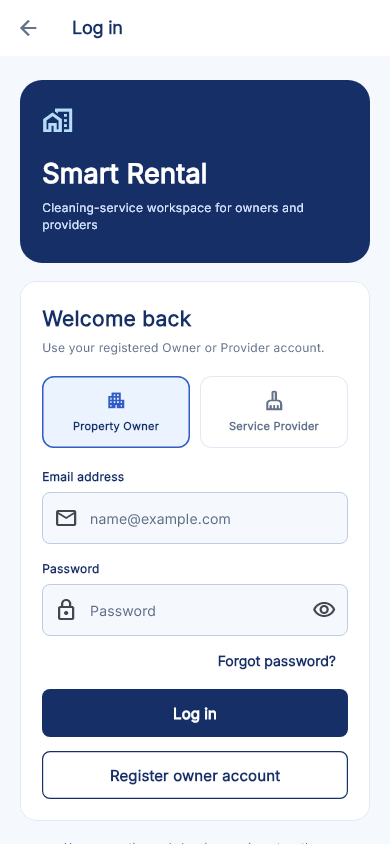 Log in
Smart Rental
Cleaning-service workspace for owners and
providers
Welcome back
Use your registered Owner or Provider account.
Property Owner
Service Provider
Email address
name@example.com
Password
Password
Forgot password?
Log in
Register owner account